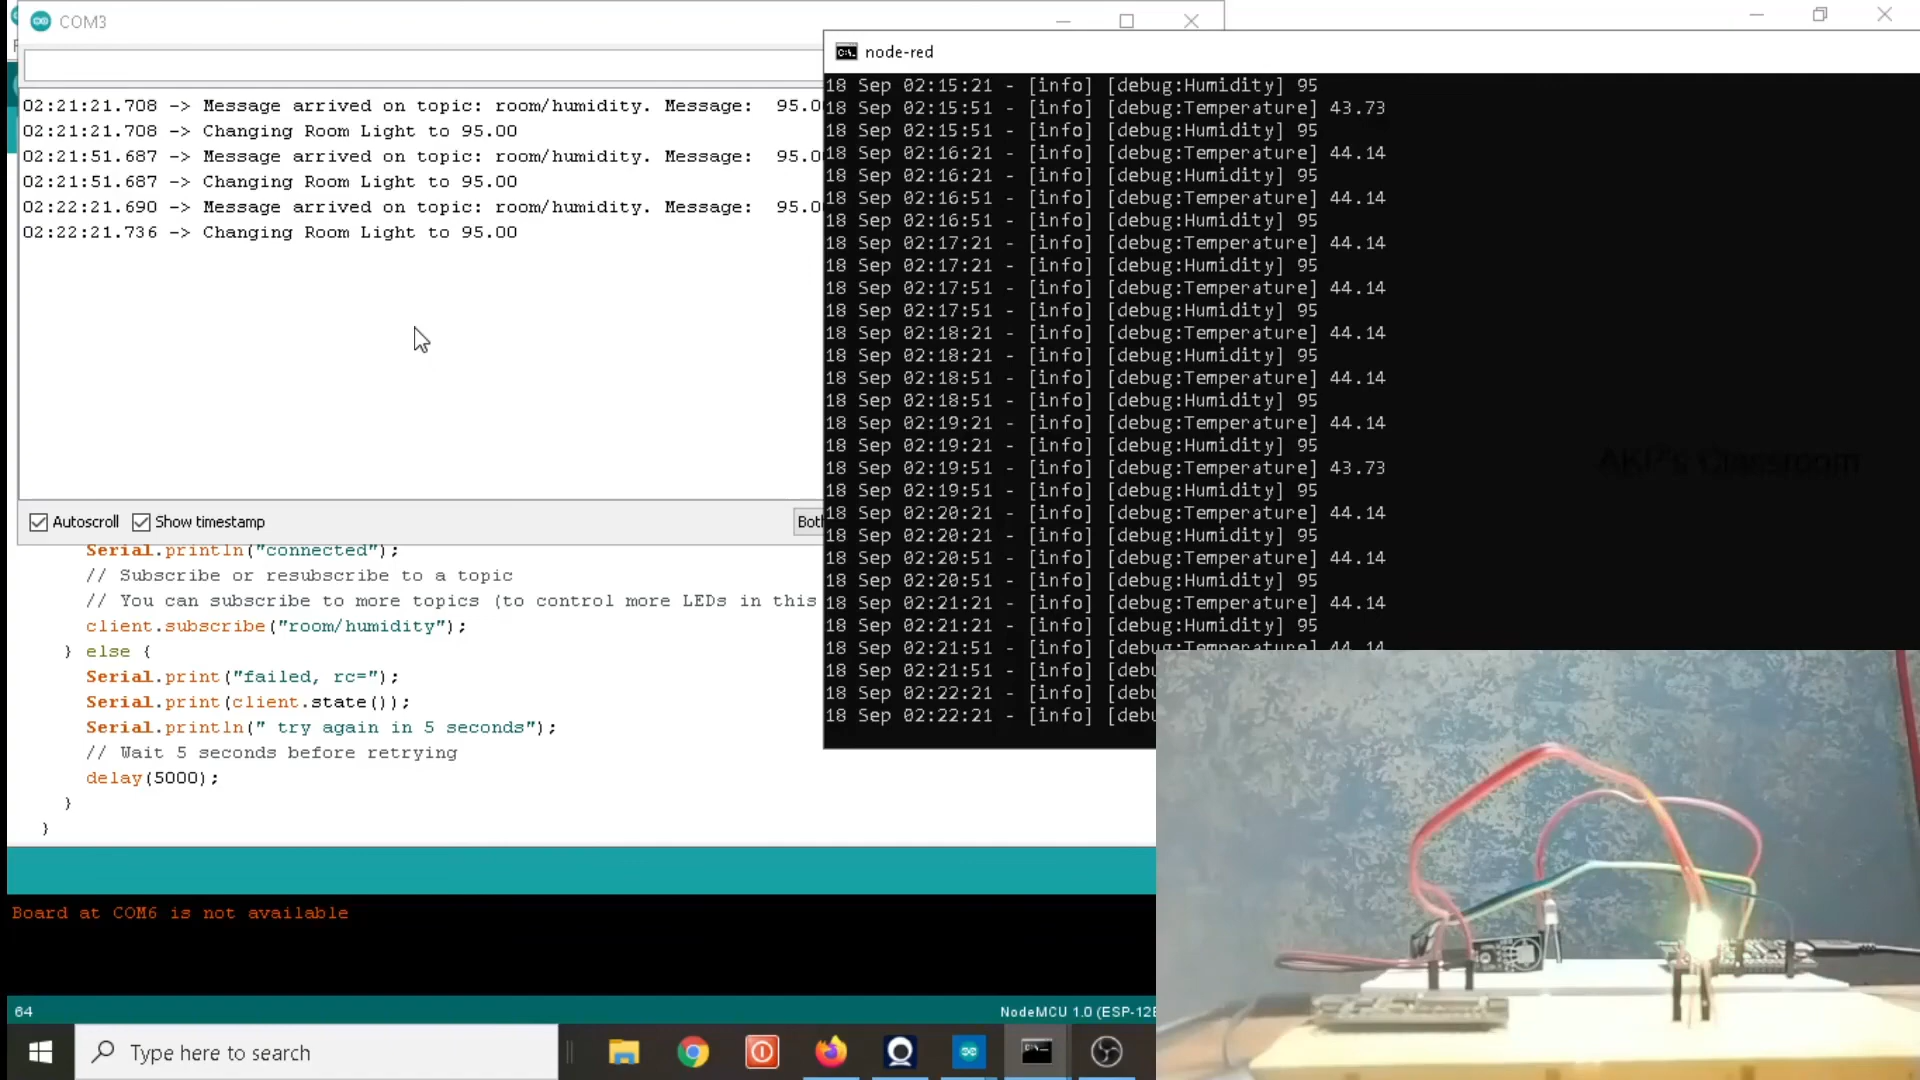 COM3
02:21:21.708 -> Message arrived on topic: room/humidity. Message: 95.0
02:21:21.708 -> Changing Room Light to 95.00
02:21:51.687 -> Message arrived on topic: room/humidity. Message: 95.0
02:21:51.687 -> Changing Room Light to 95.00
02:22:21.690 -> Message arrived on topic: room/humidity. Message: 95.0
02:22:21.736 -> Changing Room Light to 95.00
Autoscroll Show timestamp
Serial.println("connected");
// Subscribe or resubscribe to a topic
// You can subscribe to more topics (to control more LEDs in this
client.subscribe("room/humidity");
} else {
Serial.print("failed, rc=");
Serial.print(client.state());
Serial.println(" try again in 5 seconds");
// Wait 5 seconds before retrying
delay(5000);
}
}
Board at COM6 is not available
64
NodeMCU 1.0 (ESP-12E
Type here to search
node-red
18 Sep 02:15:21 - [info] [debug:Humidity] 95
18 Sep 02:15:51 - [info] [debug:Temperature] 43.73
18 Sep 02:15:51 - [info] [debug:Humidity] 95
18 Sep 02:16:21 - [info] [debug:Temperature] 44.14
18 Sep 02:16:21 - [info] [debug:Humidity] 95
18 Sep 02:16:51 - [info] [debug:Temperature] 44.14
18 Sep 02:16:51 - [info] [debug:Humidity] 95
18 Sep 02:17:21 - [info] [debug:Temperature] 44.14
18 Sep 02:17:21 - [info] [debug:Humidity] 95
18 Sep 02:17:51 - [info] [debug:Temperature] 44.14
18 Sep 02:17:51 - [info] [debug:Humidity] 95
18 Sep 02:18:21 - [info] [debug:Temperature] 44.14
18 Sep 02:18:21 - [info] [debug:Humidity] 95
18 Sep 02:18:51 - [info] [debug:Temperature] 44.14
18 Sep 02:18:51 - [info] [debug:Humidity] 95
18 Sep 02:19:21 - [info] [debug:Temperature] 44.14
18 Sep 02:19:21 - [info] [debug:Humidity] 95
18 Sep 02:19:51 - [info] [debug:Temperature] 43.73
18 Sep 02:19:51 - [info] [debug:Humidity] 95
18 Sep 02:20:21 - [info] [debug:Temperature] 44.14
18 Sep 02:20:21 - [info] [debug:Humidity] 95
18 Sep 02:20:51 - [info] [debug:Temperature] 44.14
18 Sep 02:20:51 - [info] [debug:Humidity] 95
18 Sep 02:21:21 - [info] [debug:Temperature] 44.14
18 Sep 02:21:21 - [info] [debug:Humidity] 95
18 Sep 02:21:51 - [info] [debug:Temperature] 44.14
18 Sep 02:21:51 - [info] [deb
18 Sep 02:22:21 - [info] [deb
18 Sep 02:22:21 - [info] [deb